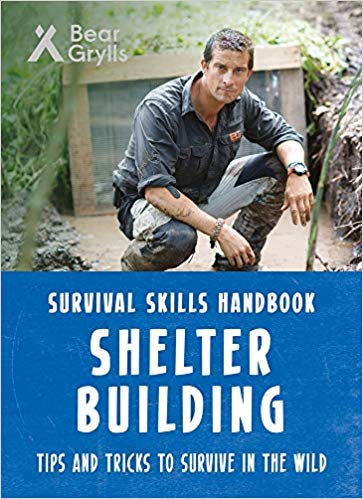 Bear
Grylls
SURVIVAL SKILLS HANDBOOK
SHELTER
BUILDING
TIPS AND TRICKS TO SURVIVE IN THE WILD